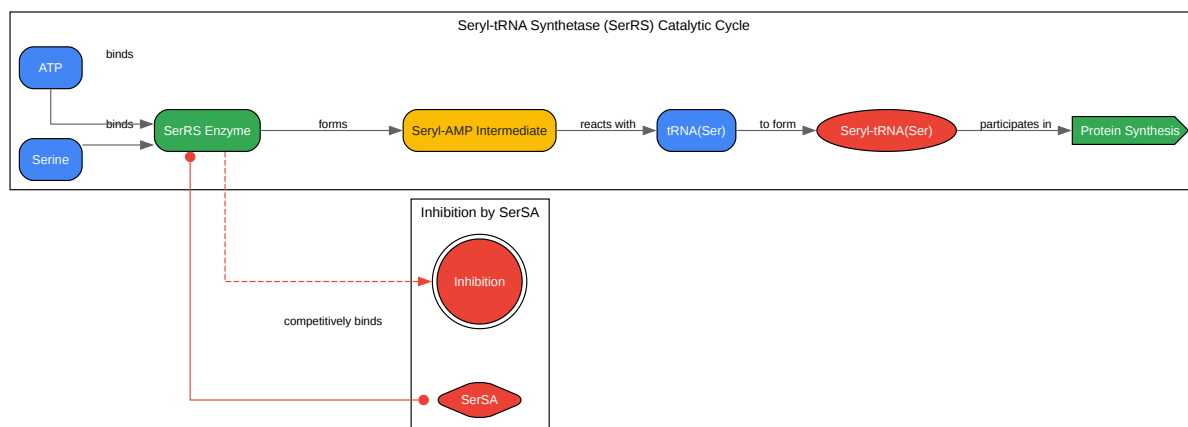 Seryl-tRNA Synthetase (SerRS) Catalytic Cycle
ATP
binds
binds
Serine
SerRS Enzyme
forms
Seryl-AMP Intermediate
reacts with
tRNA(Ser)
to form
Seryl-tRNA(Ser)
participates in
Protein Synthesis
Inhibition by SerSA
Inhibition
competitively binds
SerSA